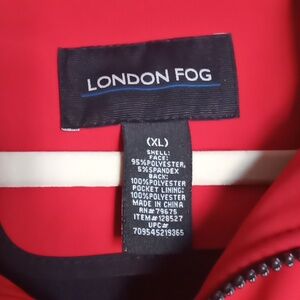 LONDON FOG
(XL)
SHELL:
FACE:
95%POLYESTER,
5%SPANDEX
BACK:
100%POLYESTER
POCKET LINING:
100%POLYESTER
MADE IN CHINA
RN# 79675
ITEM# 128527
UPC#
709545219365